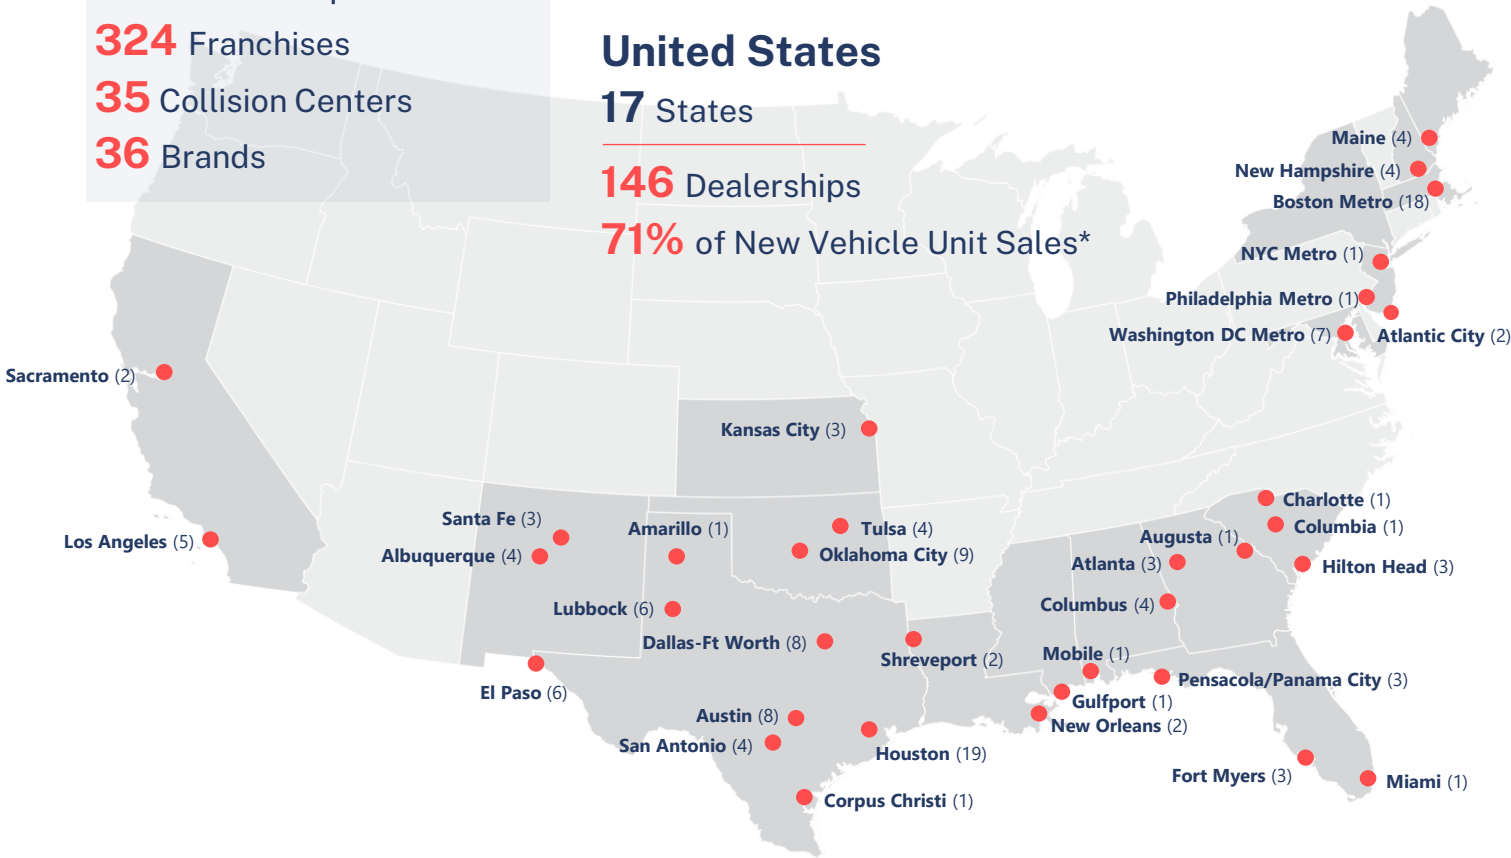 324 Franchises
35 Collision Centers
36 Brands
United States
17 States
146 Dealerships
71% of New Vehicle Unit Sales*
Maine (4)
New Hampshire (4)
Boston Metro (18)
NYC Metro (1)
Philadelphia Metro (1)
Atlantic City (2)
Washington DC Metro (7)
Sacramento (2)
Los Angeles (5)
Kansas City (3)
Santa Fe (3)
Albuquerque (4)
Amarillo (1)
Tulsa (4)
Oklahoma City (9)
Lubbock (6)
Dallas-Ft Worth (8)
El Paso (6)
Shreveport (2)
Austin (8)
San Antonio (4)
Houston (19)
Corpus Christi (1)
Charlotte (1)
Columbia (1)
Augusta (1)
Atlanta (3)
Hilton Head (3)
Columbus (4)
Mobile (1)
Pensacola/Panama City (3)
Gulfport (1)
New Orleans (2)
Fort Myers (3)
Miami (1)